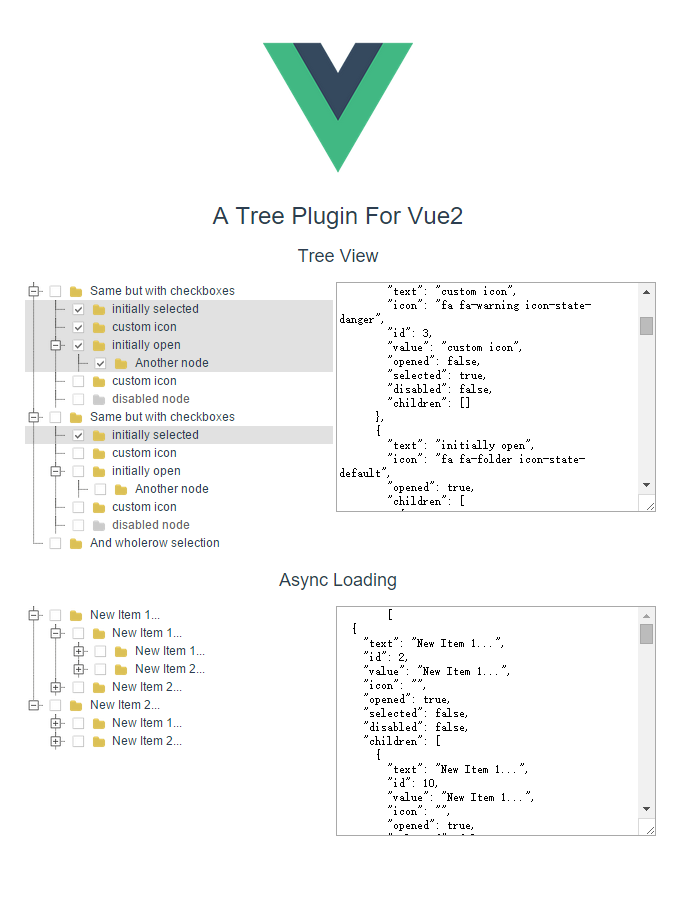 A Tree Plugin For Vue2
Tree View
Same but with checkboxes
initially selected
custom icon
initially open
Another node
custom icon
disabled node
Same but with checkboxes
initially selected
custom icon
initially open
Another node
custom icon
disabled node
And wholerow selection
"text": "custom icon",
"icon": "fa fa-warning icon-state-
danger",
"id": 3,
"value": "custom icon",
"opened": false,
"selected": true,
"disabled": false,
"children": []
},
{
"text": "initially open",
"icon": "fa fa-folder icon-state-
default",
"opened": true,
"children": [
Async Loading
New Item 1...
New Item 1...
New Item 1...
New Item 2...
New Item 2...
New Item 2...
New Item 1...
New Item 2...
[
{
"text": "New Item 1...",
"id": 2,
"value": "New Item 1...",
"icon": "",
"opened": true,
"selected": false,
"disabled": false,
"children": [
{
"text": "New Item 1...",
"id": 10,
"value": "New Item 1...",
"icon": "",
"opened": true,